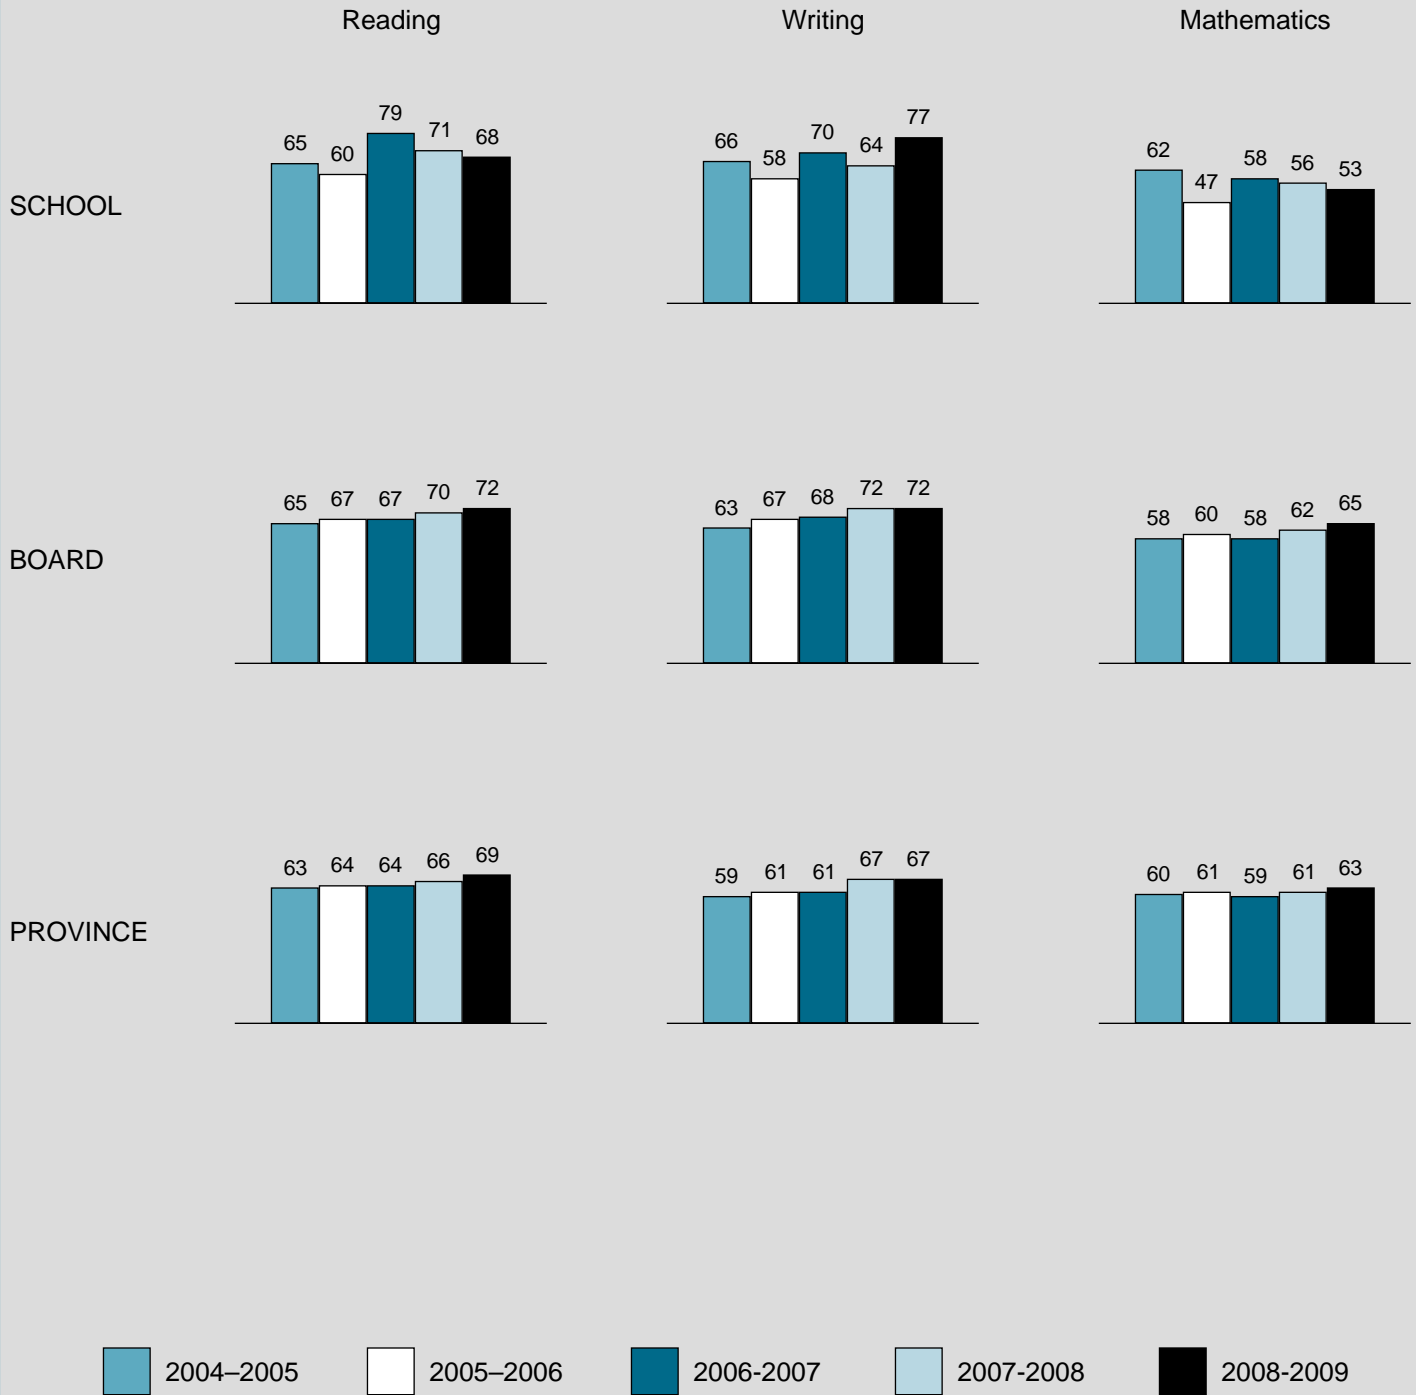 Reading Writing Mathematics
SCHOOL
65 60 79 71 68
66 58 70 64 77
62 47 58 56 53
BOARD
65 67 67 70 72
63 67 68 72 72
58 60 58 62 65
PROVINCE
63 64 64 66 69
59 61 61 67 67
60 61 59 61 63
2004–2005 2005–2006 2006-2007 2007-2008 2008-2009